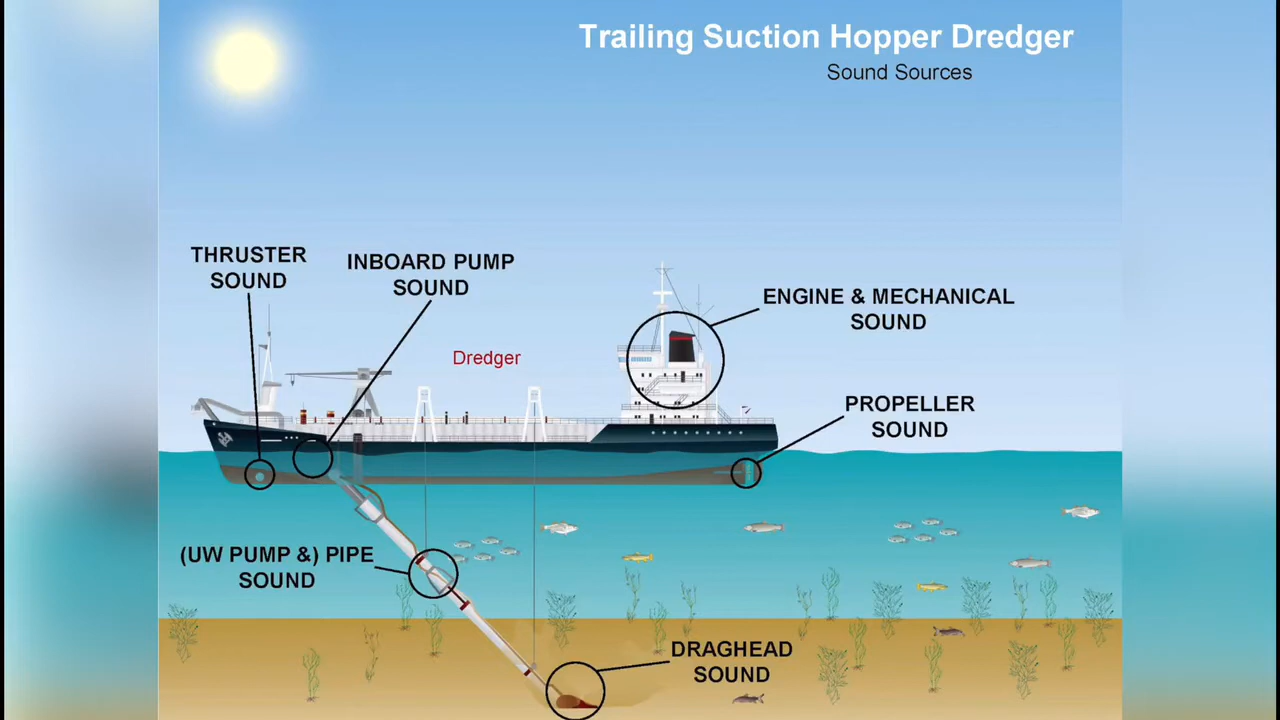 Trailing Suction Hopper Dredger
Sound Sources
THRUSTER
SOUND
INBOARD PUMP
SOUND
ENGINE & MECHANICAL
SOUND
Dredger
PROPELLER
SOUND
(UW PUMP &) PIPE
SOUND
DRAGHEAD
SOUND